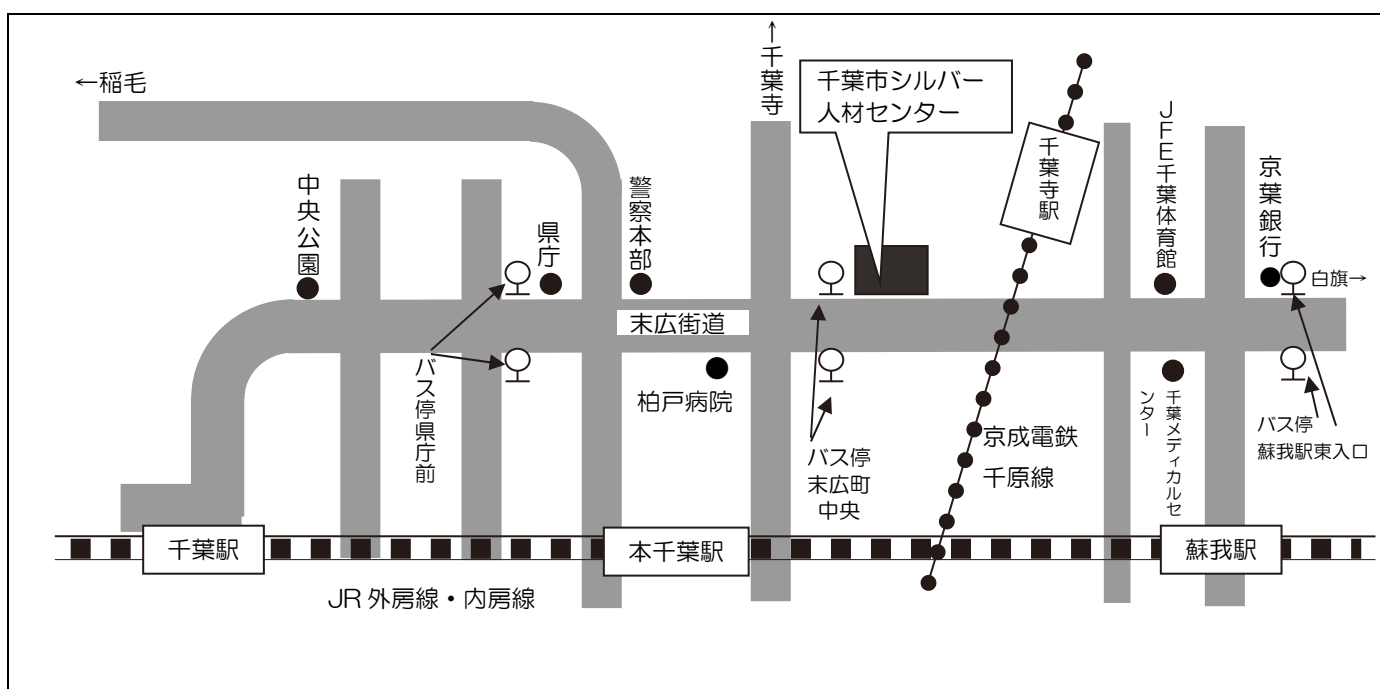 ←稲毛
↑千葉寺
千葉市シルバー
人材センター
千葉寺駅
JFE千葉体育館
京葉銀行
中央公園
県庁
警察本部
白旗→
末広街道
バス停県庁前
柏戸病院
バス停
末広町
中央
京成電鉄
千原線
千葉メディカルセ
ンター
バス停
蘇我駅東入口
千葉駅
本千葉駅
蘇我駅
JR 外房線・内房線